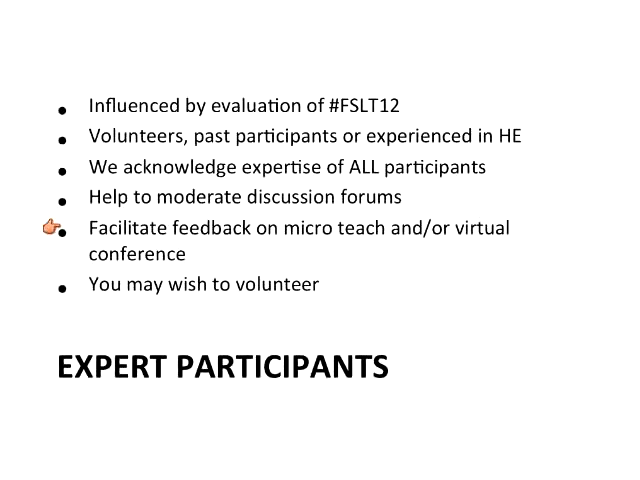 • Influenced by evaluation of #FSLT12
• Volunteers, past participants or experienced in HE
• We acknowledge expertise of ALL participants
• Help to moderate discussion forums
• Facilitate feedback on micro teach and/or virtual
conference
• You may wish to volunteer
EXPERT PARTICIPANTS